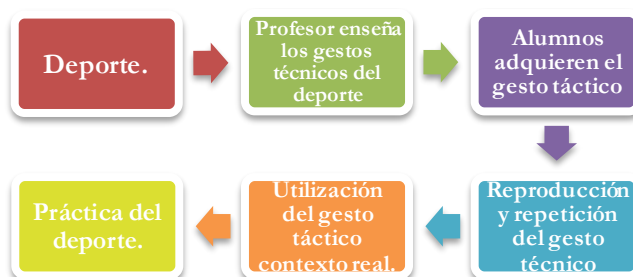 Deporte.
Profesor enseña
los gestos
técnicos del
deporte
Alumnos
adquieren el
gesto táctico
Reproducción
y repetición
del gesto
técnico
Utilización
del gesto
táctico
contexto real.
Práctica del
deporte.